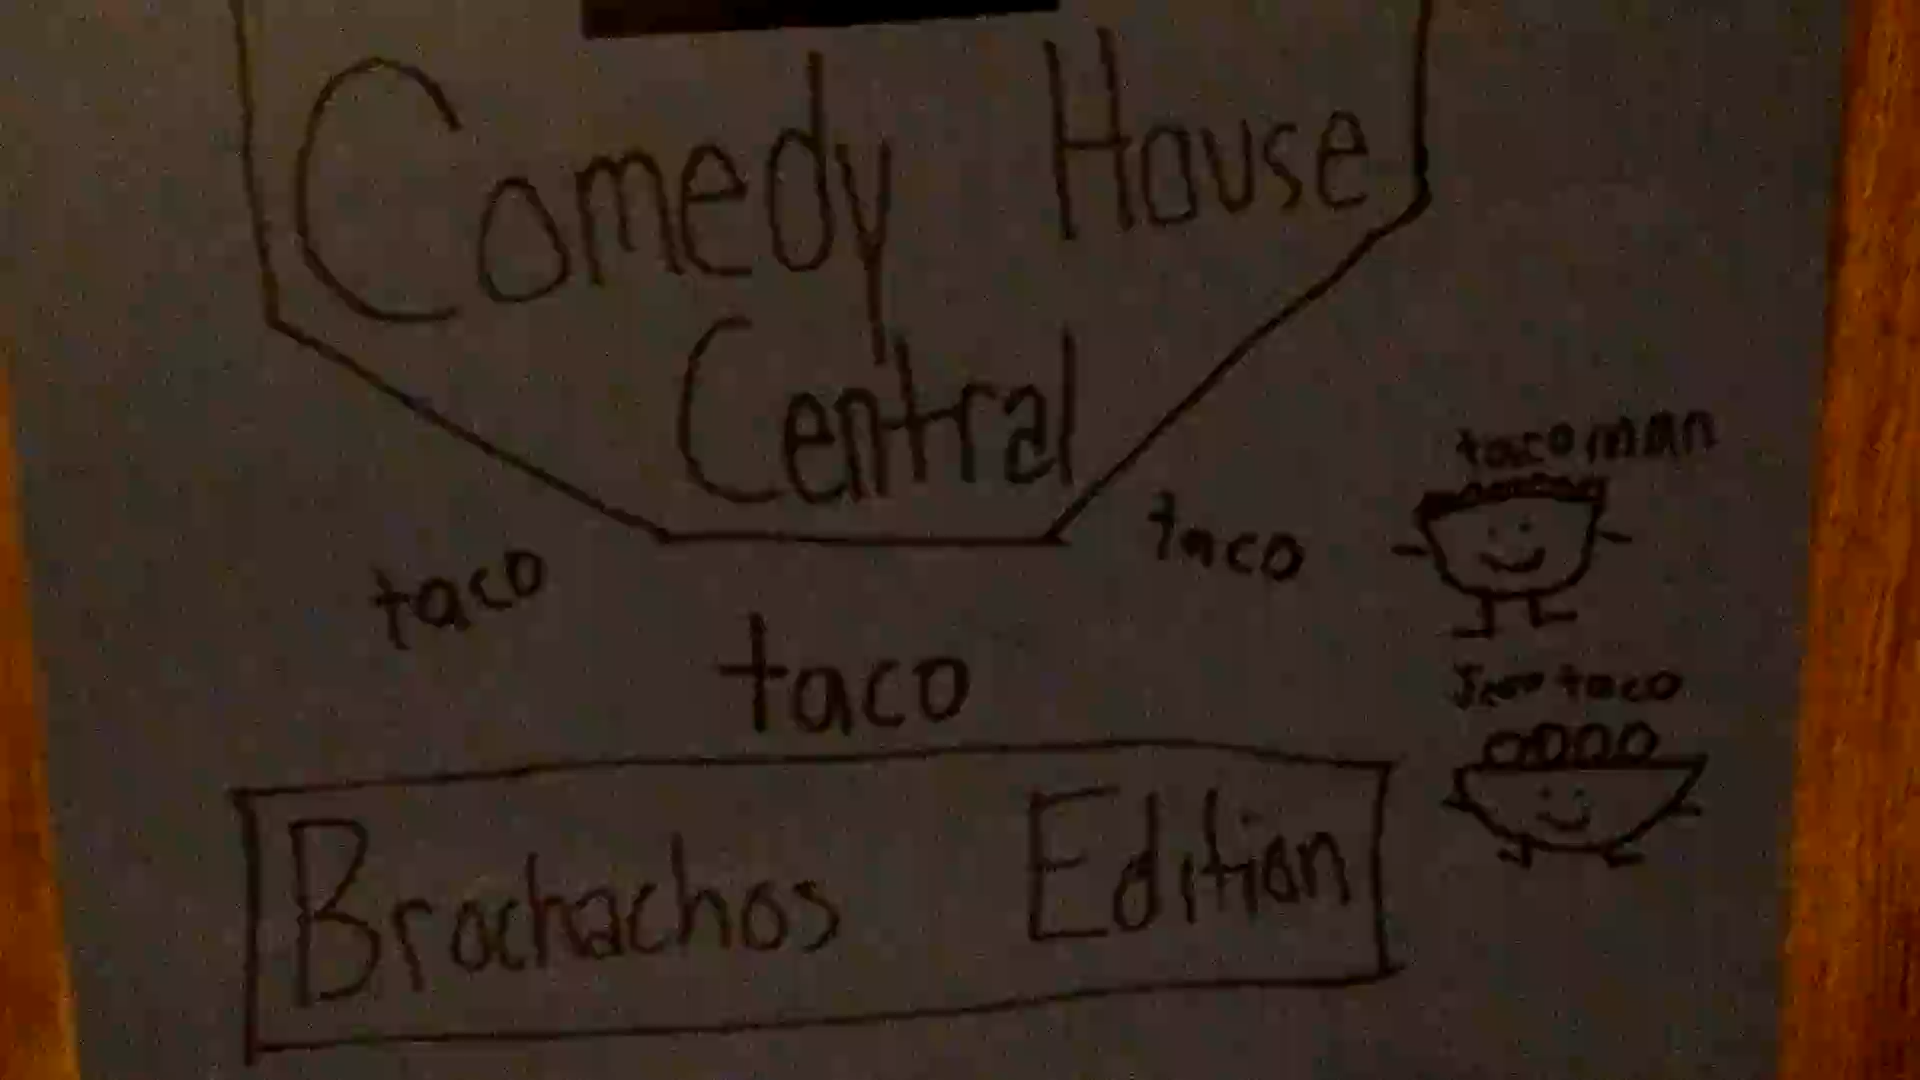 Comedy House
Central
tacoman
taco
taco
taco
taco
Brochachos Edition